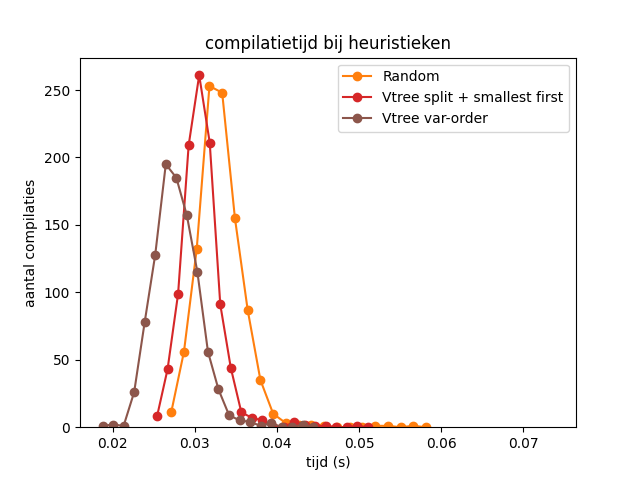 compilatietijd bij heuristieken
Random
Vtree split + smallest first
Vtree var-order
aantal compilaties
250
200
150
100
50
0
0.02 0.03 0.04 0.05 0.06 0.07
tijd (s)